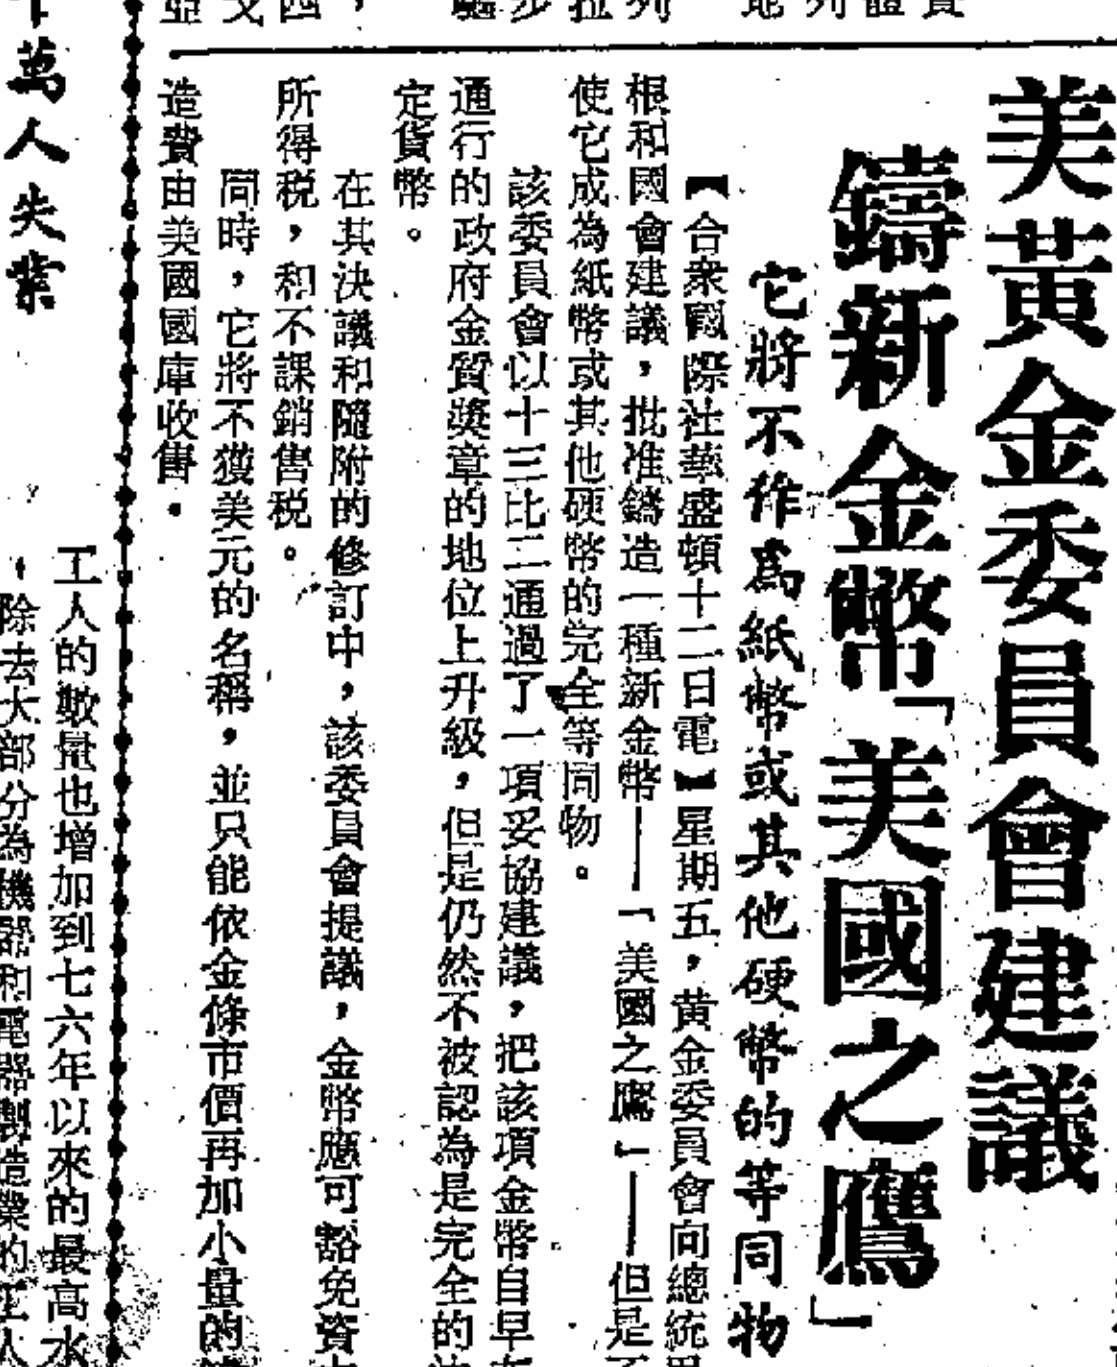 美黃金委員會建議
鑄新金幣「美國之鷹」
它將不作爲紙幣或其他硬幣的等同物
【合衆國際社華盛頓十二日電】星期五，黃金委員會向總統
根和國會建議，批准鑄造一種新金幣——「美國之鷹」——但是
使它成為紙幣或其他硬幣的完全等同物。
該委員會以十三比二通過了一項妥協建議，把該項金幣自早
通行的政府金質獎章的地位上升級，但是仍然不被認為是完全的
定貨幣。
在其決議和隨附的修訂中，該委員會提議，金幣應可豁免資
所得稅，和不課銷售稅。
同時，它將不獲美元的名稱，並只能依金條市價再加小量的
造費由美國國庫收售。
萬人失業
工人的數量也增加到七六年以來的最高水
，除去大部分為機器和電器製造業的工人